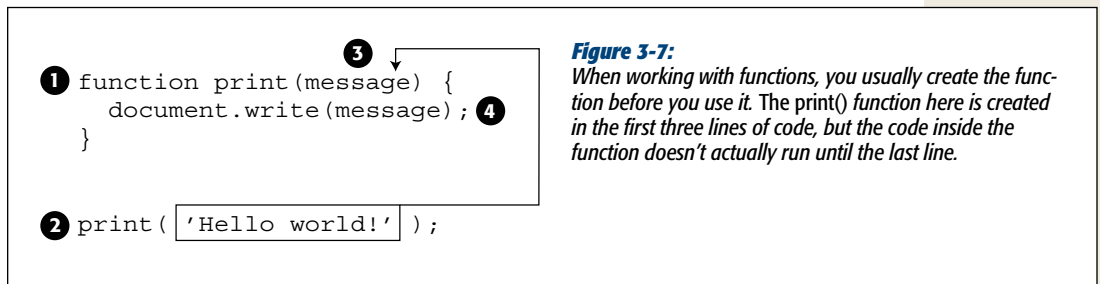 3
1 function print(message) {
document.write(message); 4
}
2 print( 'Hello world!' );
Figure 3-7:
When working with functions, you usually create the func-
tion before you use it. The print() function here is created
in the first three lines of code, but the code inside the
function doesn't actually run until the last line.